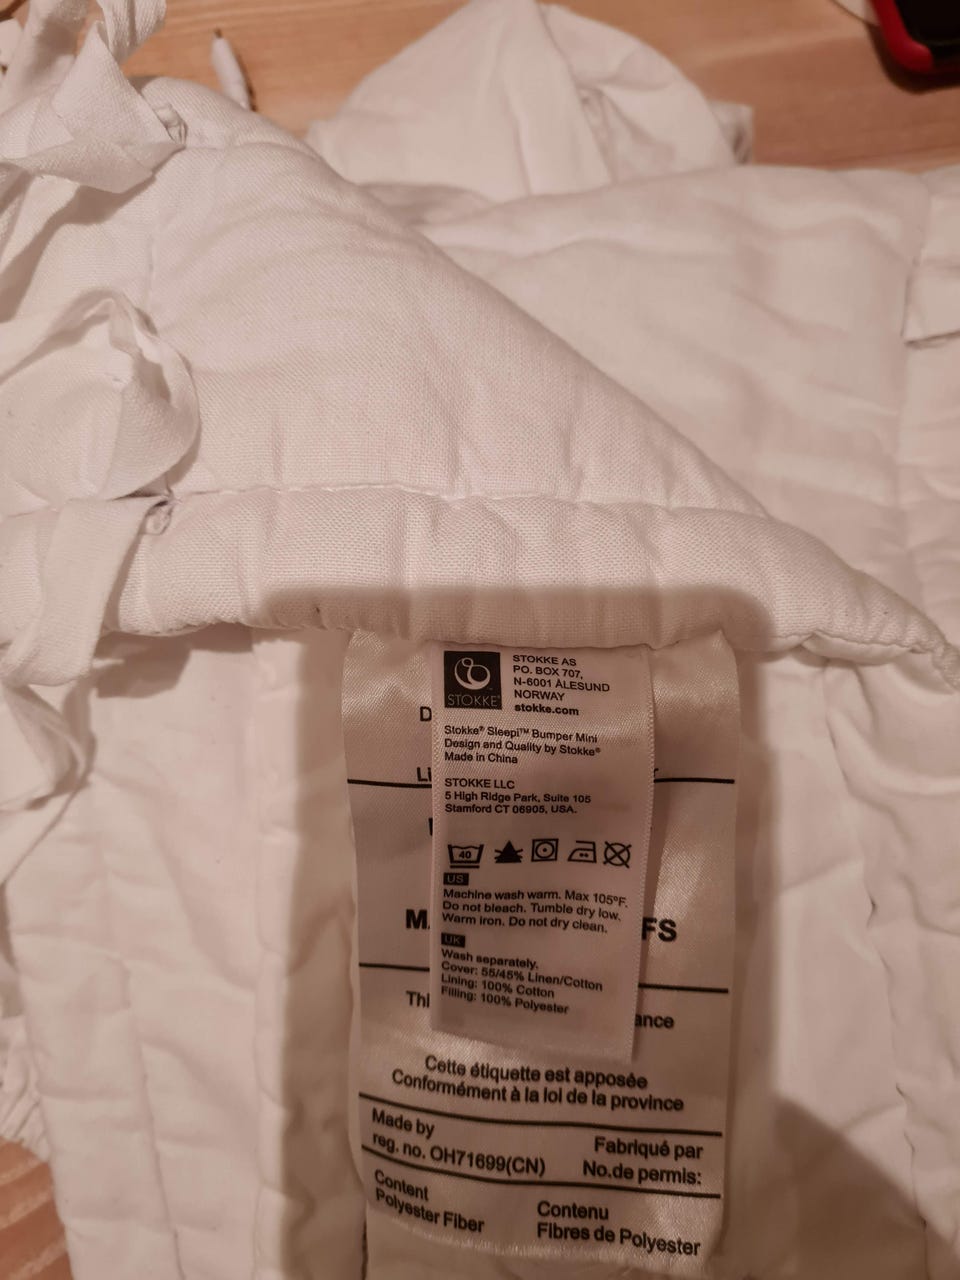 STOKKE
STOKKE AS
PO. BOX 707,
N-6001 ÅLESUND
NORWAY
stokke.com
Stokke® Sleepi™ Bumper Mini
Design and Quality by Stokke®
Made in China
STOKKE LLC
5 High Ridge Park, Suite 105
Stamford CT 06905, USA.
40
US
Machine wash warm. Max 105°F.
Do not bleach. Tumble dry low.
Warm iron. Do not dry clean.
UK
Wash separately.
Cover: 55/45% Linen/Cotton
Lining: 100% Cotton
Filling: 100% Polyester
Cette étiquette est apposée
Conformément à la loi de la province
Made by
reg. no. OH71699(CN)
Fabriqué par
No.de permis:
Content
Polyester Fiber
Contenu
Fibres de Polyester